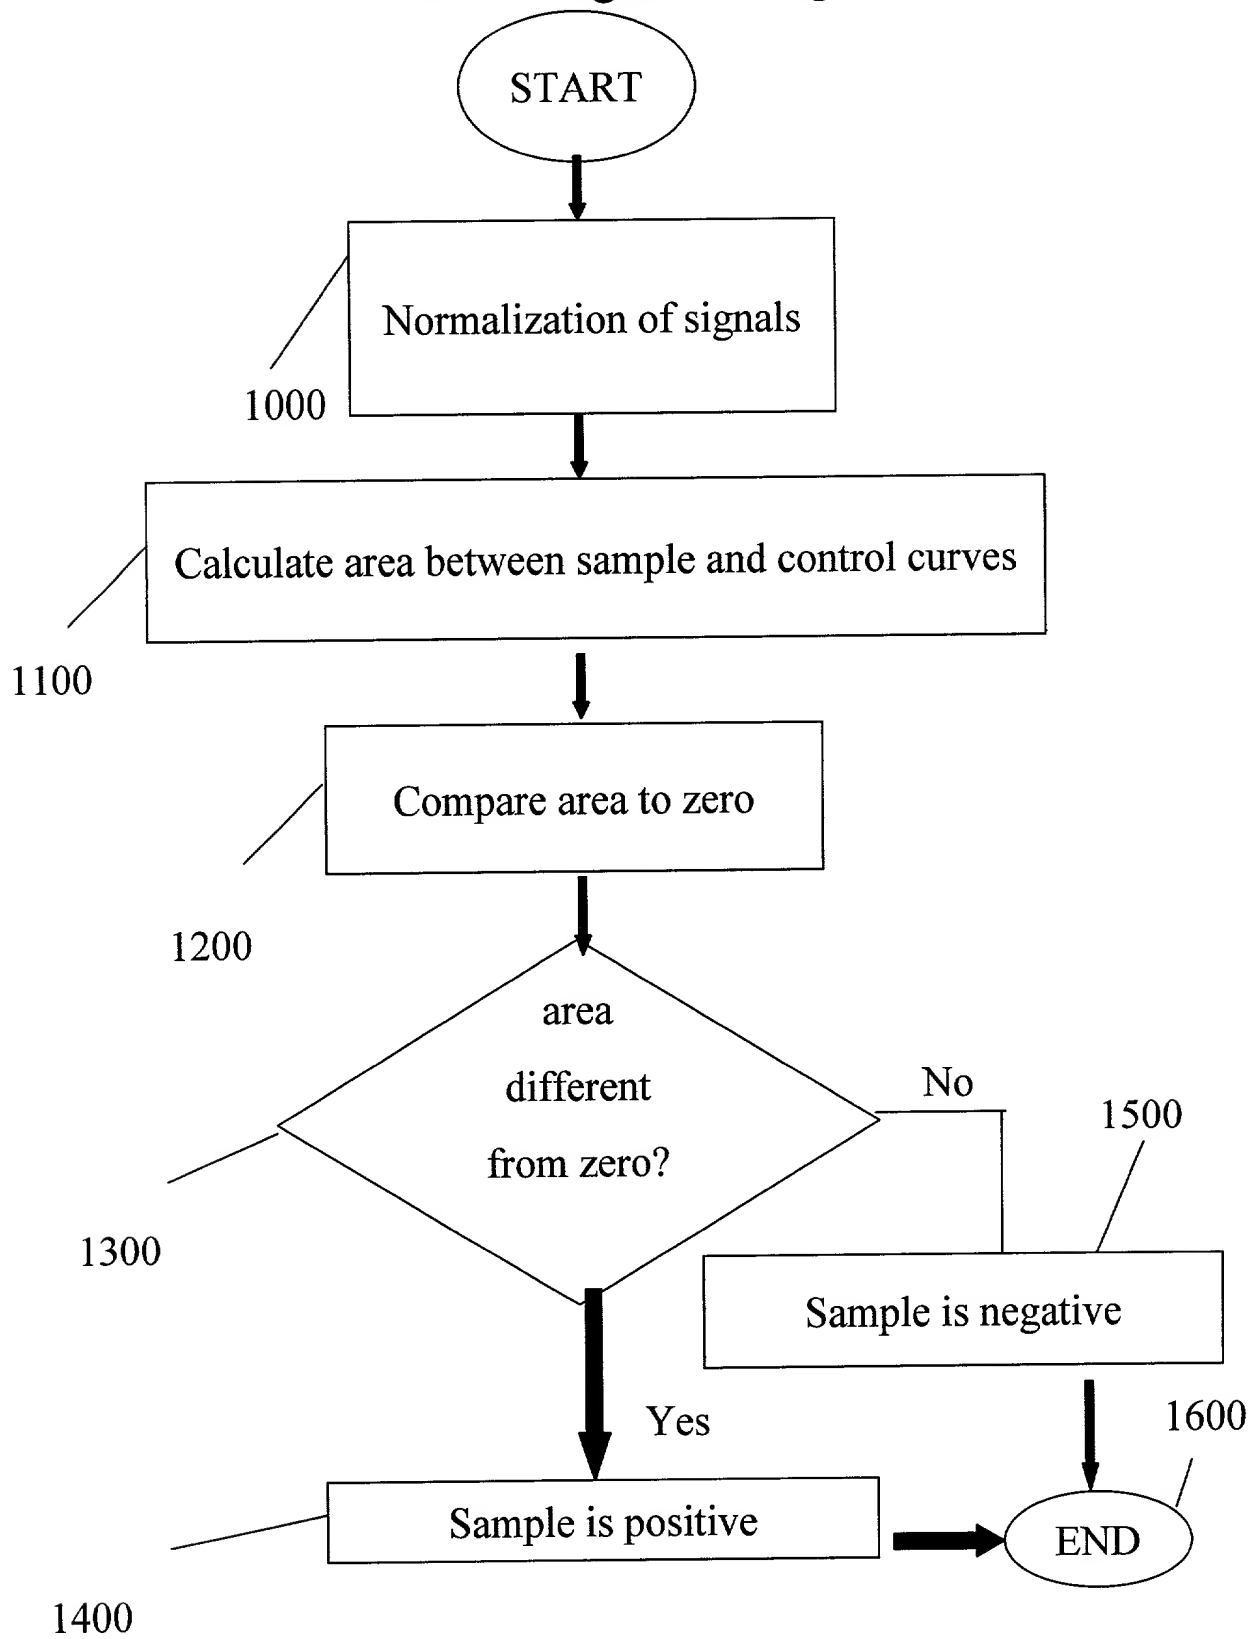 START
Normalization of signals
1000
Calculate area between sample and control curves
1100
Compare area to zero
1200
area
different
from zero?
No
1500
1300
Sample is negative
Yes
1600
Sample is positive
END
1400